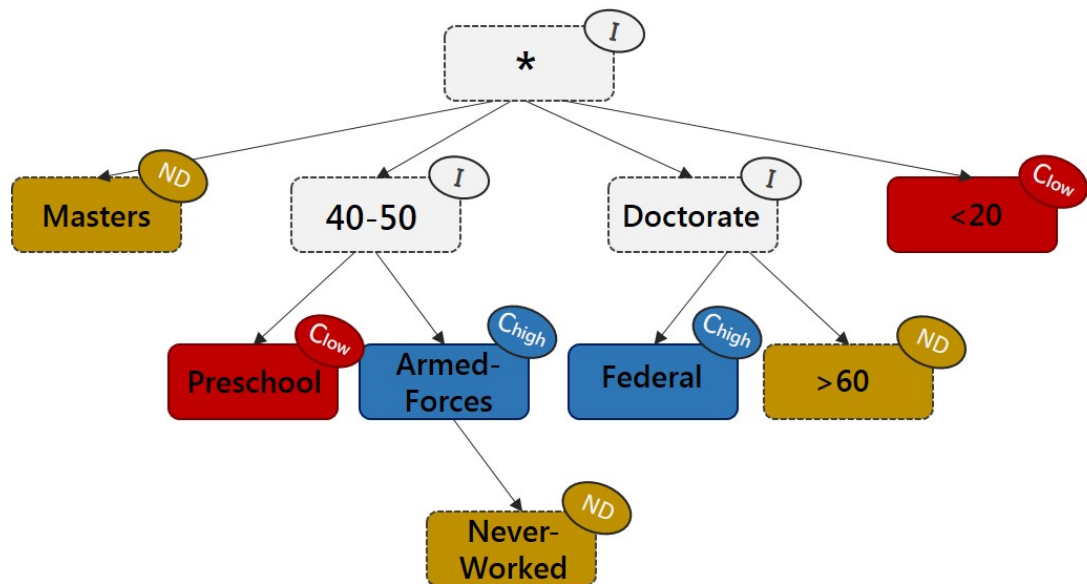 I
*
ND
Masters
I
40-50
I
Doctorate
Clow
<20
Clow
Preschool
Chigh
Armed-
Forces
Chigh
Federal
ND
>60
ND
Never-
Worked